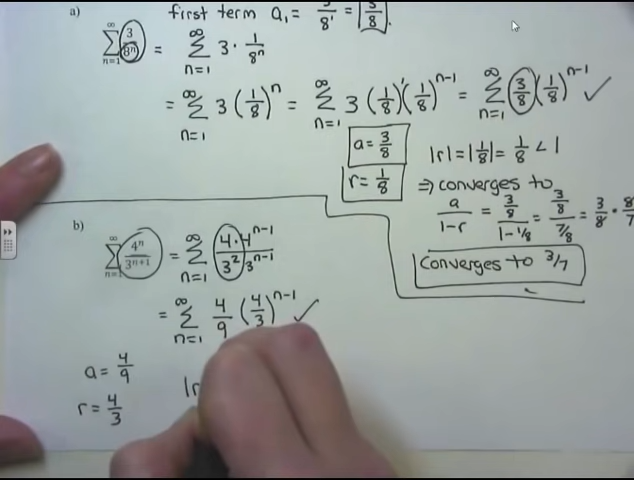 a)
first term a₁ = 3/8¹ = 3/8.
∑_{n=1}^{∞} 3/8ⁿ = ∑_{n=1}^{∞} 3 · 1/8ⁿ
= ∑_{n=1}^{∞} 3 (1/8)ⁿ = ∑_{n=1}^{∞} 3 (1/8)¹ (1/8)ⁿ⁻¹ = ∑_{n=1}^{∞} (3/8) (1/8)ⁿ⁻¹ ✓
a = 3/8
r = 1/8
|r| = |1/8| = 1/8 < 1
⇒ converges to
a/(1-r) = (3/8)/(1-1/8) = (3/8)/(7/8) = 3/8 · 8/7
Converges to 3/7
b)
∑_{n=1}^{∞} 4ⁿ/3ⁿ⁺¹ = ∑_{n=1}^{∞} (4·4ⁿ⁻¹)/(3² 3ⁿ⁻¹)
= ∑_{n=1}^{∞} 4/9 (4/3)ⁿ⁻¹ ✓
a = 4/9
r = 4/3
|r